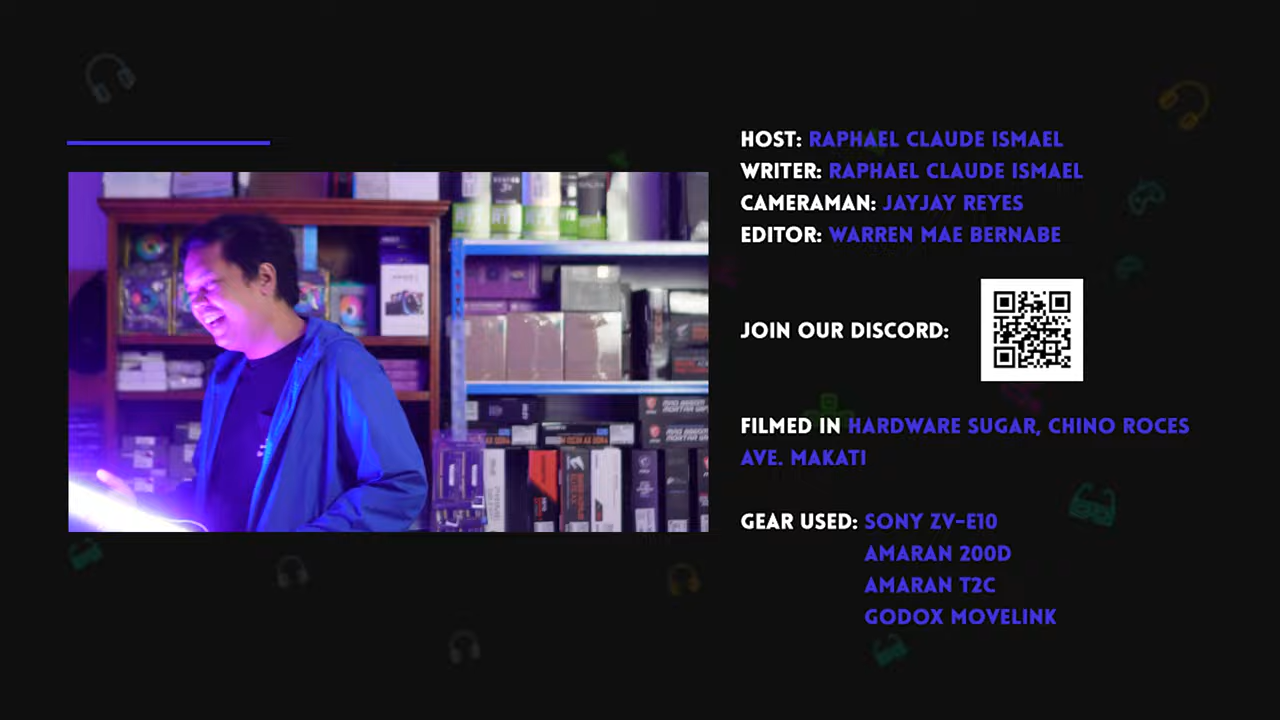 HOST: RAPHAEL CLAUDE ISMAEL
WRITER: RAPHAEL CLAUDE ISMAEL
CAMERAMAN: JAYJAY REYES
EDITOR: WARREN MAE BERNABE
JOIN OUR DISCORD:
FILMED IN HARDWARE SUGAR, CHINO ROCES
AVE. MAKATI
GEAR USED: SONY ZV-E10
AMARAN 200D
AMARAN T2C
GODOX MOVELINK